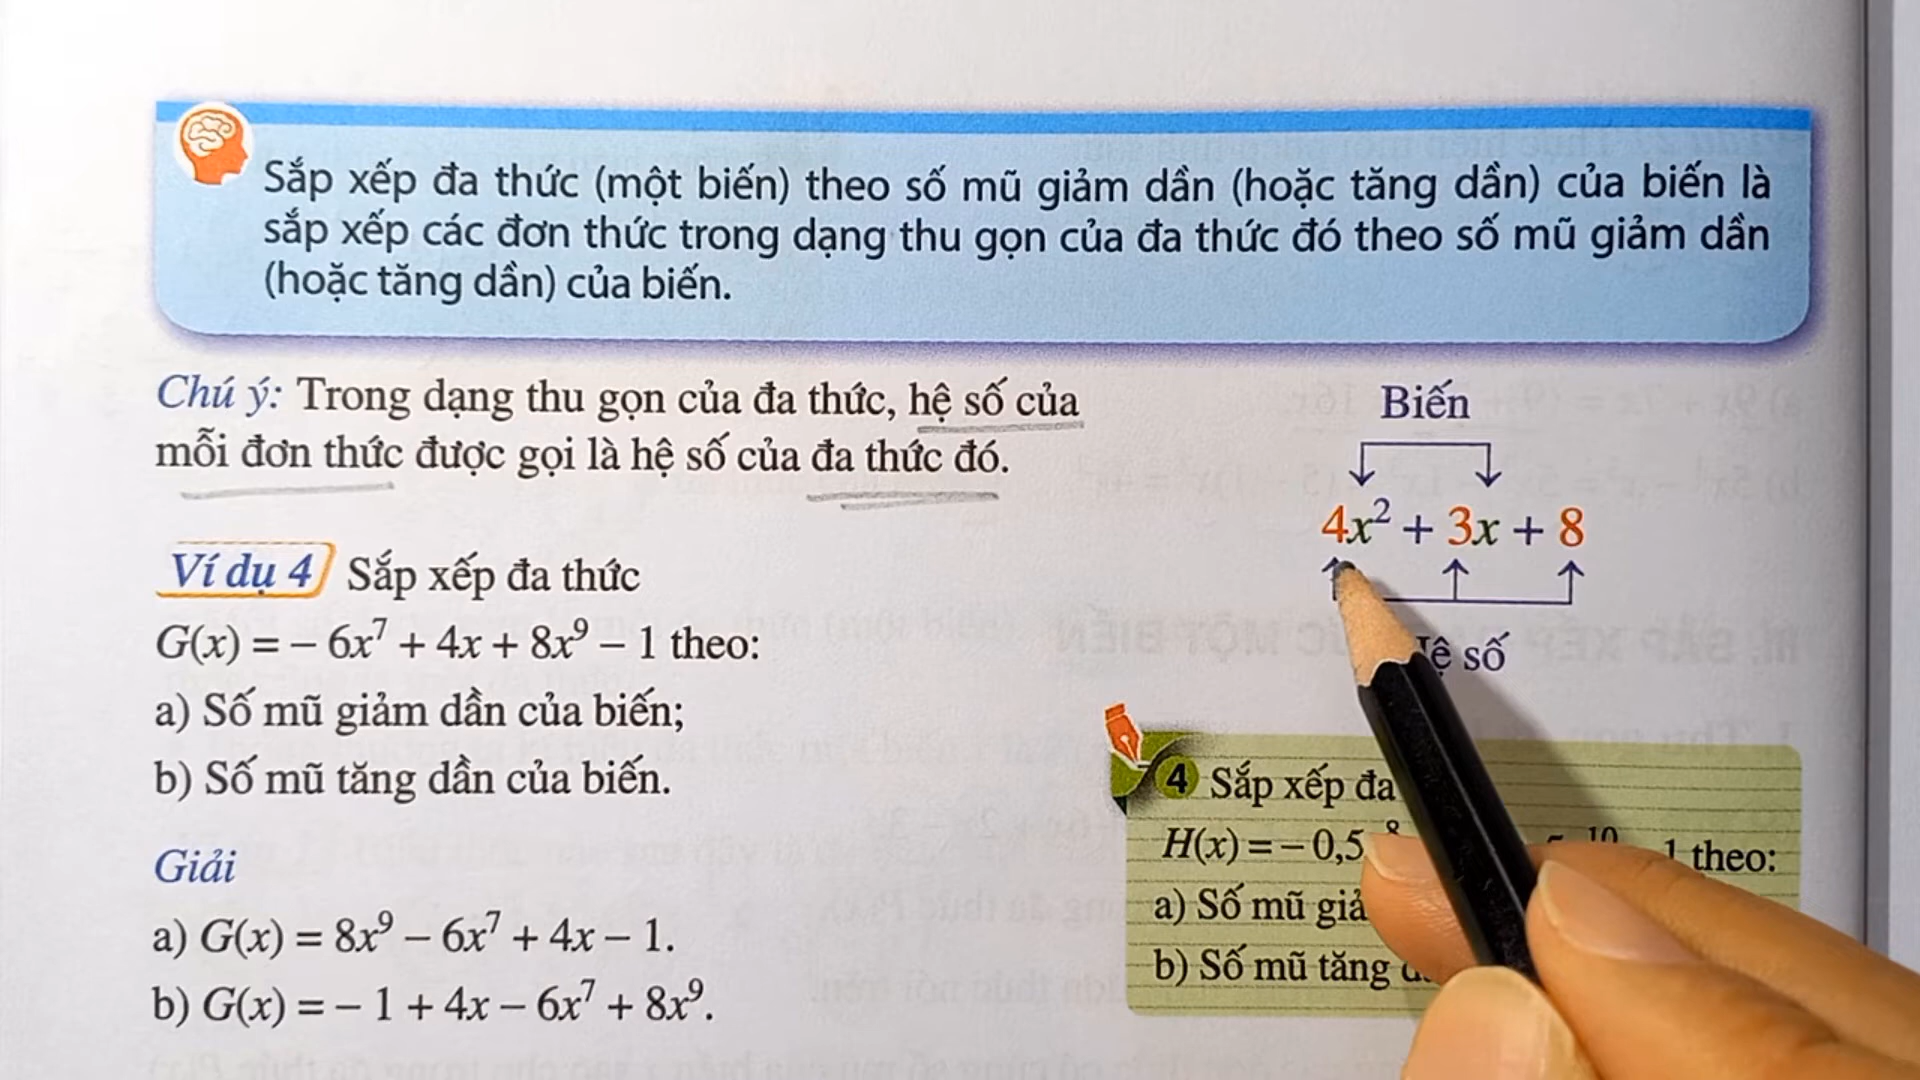 Sắp xếp đa thức (một biến) theo số mũ giảm dần (hoặc tăng dần) của biến là
sắp xếp các đơn thức trong dạng thu gọn của đa thức đó theo số mũ giảm dần
(hoặc tăng dần) của biến.
Chú ý: Trong dạng thu gọn của đa thức, hệ số của
mỗi đơn thức được gọi là hệ số của đa thức đó.
Biến
4x² + 3x + 8
số
Ví dụ 4 Sắp xếp đa thức
G(x) = – 6x⁷ + 4x + 8x⁹ – 1 theo:
a) Số mũ giảm dần của biến;
b) Số mũ tăng dần của biến.
Giải
a) G(x) = 8x⁹ – 6x⁷ + 4x – 1.
b) G(x) = – 1 + 4x – 6x⁷ + 8x⁹.
4 Sắp xếp đa
H(x) = – 0,5 theo:
a) Số mũ
b) Số mũ tăng